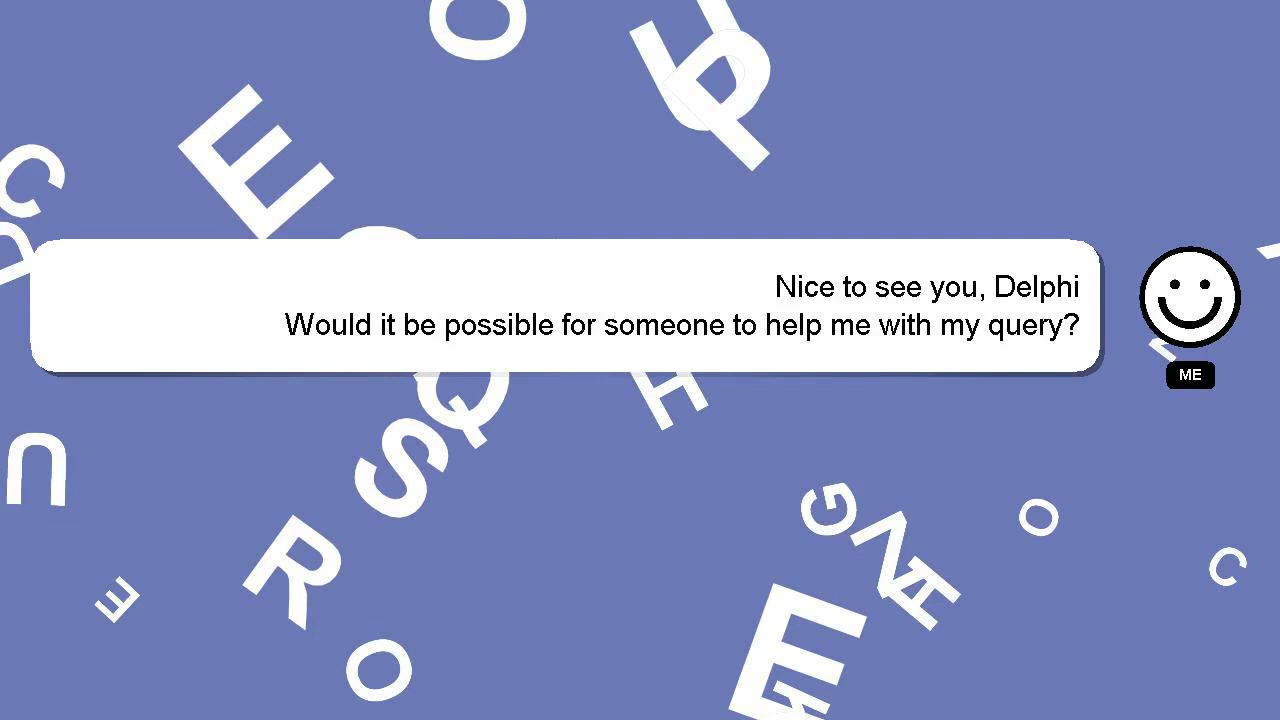 Nice to see you, Delphi
Would it be possible for someone to help me with my query?
ME